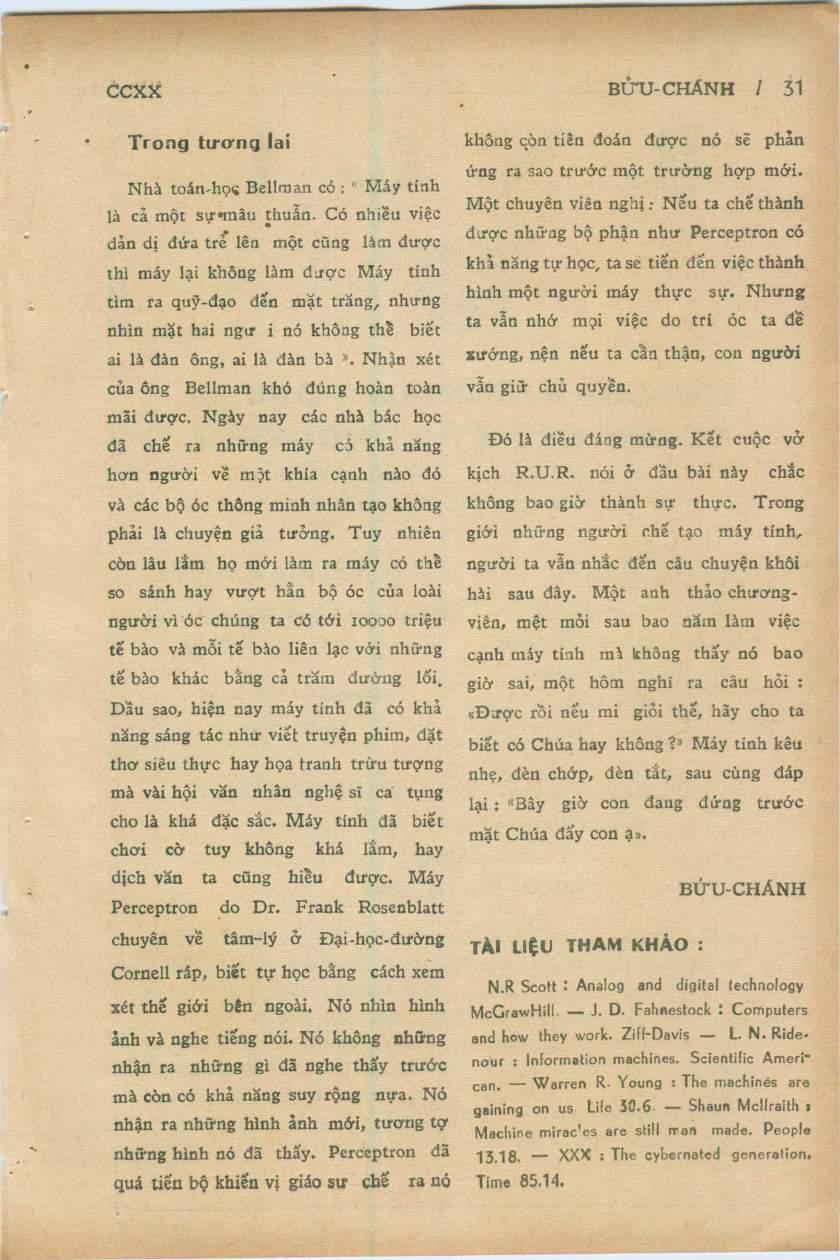 CCXX
BỬU-CHÁNH / 31
Trong tương lai
Nhà toán-học Bellman có : « Máy tính
là cả một sự mâu thuẫn. Có nhiều việc
dản dị đứa trẻ lên một cũng làm được
thì máy lại không làm được Máy tính
tìm ra quỹ-đạo đến mặt trăng, nhưng
nhìn mặt hai ngư i nó không thể biết
ai là đàn ông, ai là đàn bà ». Nhận xét
của ông Bellman khó đúng hoàn toàn
mãi được. Ngày nay các nhà bác học
đã chế ra những máy có khả năng
hơn người về một khía cạnh nào đó
và các bộ óc thông minh nhân tạo không
phải là chuyện giả tưởng. Tuy nhiên
còn lâu lắm họ mới làm ra máy có thể
so sánh hay vượt hẳn bộ óc của loài
người vì óc chúng ta có tới 10000 triệu
tế bào và mỗi tế bào liên lạc với những
tế bào khác bằng cả trăm đường lối.
Dầu sao, hiện nay máy tính đã có khả
năng sáng tác như viết truyện phim, đặt
thơ siêu thực hay họa tranh trừu tượng
mà vài hội văn nhân nghệ sĩ ca tụng
cho là khá đặc sắc. Máy tính đã biết
chơi cờ tuy không khá lắm, hay
dịch văn ta cũng hiểu được. Máy
Perceptron do Dr. Frank Rosenblatt
chuyên về tâm-lý ở Đại-học-đường
Cornell ráp, biết tự học bằng cách xem
xét thế giới bên ngoài. Nó nhìn hình
ảnh và nghe tiếng nói. Nó không những
nhận ra những gì đã nghe thấy trước
mà còn có khả năng suy rộng nựa. Nó
nhận ra những hình ảnh mới, tương tợ
những hình nó đã thấy. Perceptron đã
quá tiến bộ khiến vị giáo sư chế ra nó
không còn tiên đoán được nó sẽ phản
ứng ra sao trước một trường hợp mới.
Một chuyên viên nghị : Nếu ta chế thành
được những bộ phận như Perceptron có
khả năng tự học, ta sẽ tiến đến việc thành
hình một người máy thực sự. Nhưng
ta vẫn nhớ mọi việc do trí óc ta đề
xướng, nện nếu ta cẩn thận, con người
vẫn giữ chủ quyền.
Đó là điều đáng mừng. Kết cuộc vở
kịch R.U.R. nói ở đầu bài này chắc
không bao giờ thành sự thực. Trong
giới những người chế tạo máy tính,
người ta vẫn nhắc đến câu chuyện khôi
hài sau đây. Một anh thảo chương-
viên, mệt mỏi sau bao năm làm việc
cạnh máy tính mà không thấy nó bao
giờ sai, một hôm nghĩ ra câu hỏi :
«Được rồi nếu mi giỏi thế, hãy cho ta
biết có Chúa hay không ?» Máy tính kêu
nhẹ, đèn chớp, đèn tắt, sau cùng đáp
lại : «Bây giờ con đang đứng trước
mặt Chúa đấy con ạ».
BỬU-CHÁNH
TÀI LIỆU THAM KHẢO :
N.R Scott : Analog and digital technology
McGrawHill. — J. D. Fahnestock : Computers
and how they work. Ziff-Davis — L. N. Ride-
nour : Information machines. Scientific Ameri-
can. — Warren R. Young : The machines are
gaining on us. Life 30.6. — Shaun McIlraith :
Machine mirac'es are still man made. People
13.18. — XXX : The cybernated generation.
Time 85.14.